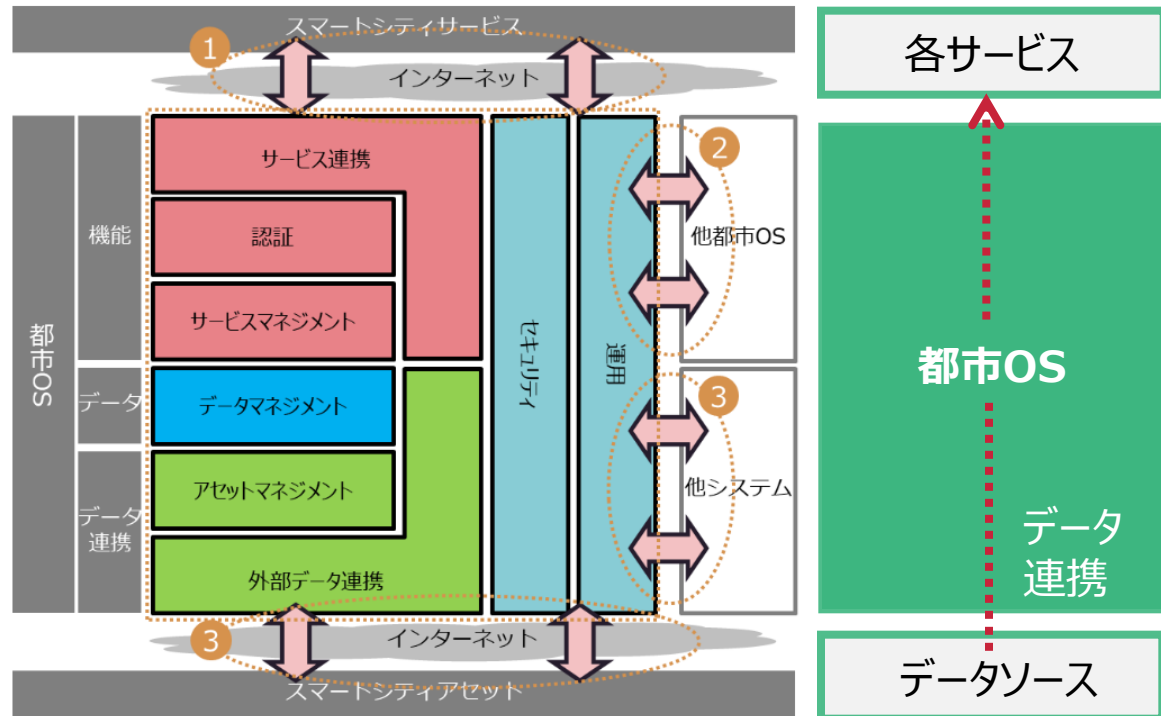 スマートシティサービス
1
インターネット
都市OS
機能
サービス連携
認証
サービスマネジメント
データ
データマネジメント
データ
連携
アセットマネジメント
外部データ連携
セキュリティ
運用
2
他都市OS
3
他システム
3
インターネット
スマートシティアセット
各サービス
都市OS
データ
連携
データソース